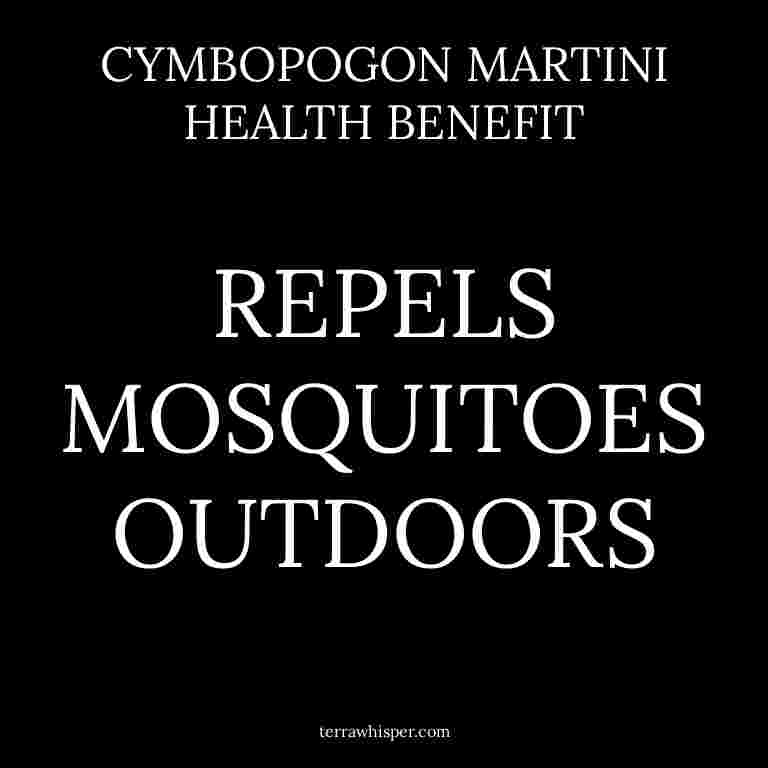 CYMBOPOGON MARTINI
HEALTH BENEFIT
REPELS
MOSQUITOES
OUTDOORS
terrawhisper.com